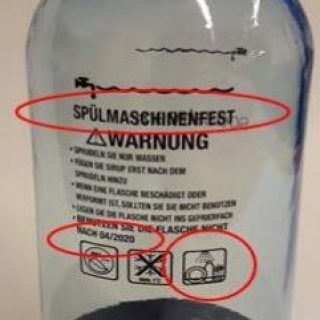 SPÜLMASCHINENFEST
⚠WARNUNG
• SPRUDELN SIE NUR WASSER
• FÜGEN SIE SIRUP ERST NACH DEM
SPRUDELN HINZU
• WENN EINE FLASCHE BESCHÄDIGT ODER
VERFORMT IST, SOLLTEN SIE SIE NICHT BENUTZEN
• LEGEN SIE DIE FLASCHE NICHT INS GEFRIERFACH
• BENUTZEN SIE DIE FLASCHE NICHT
NACH 04/2020